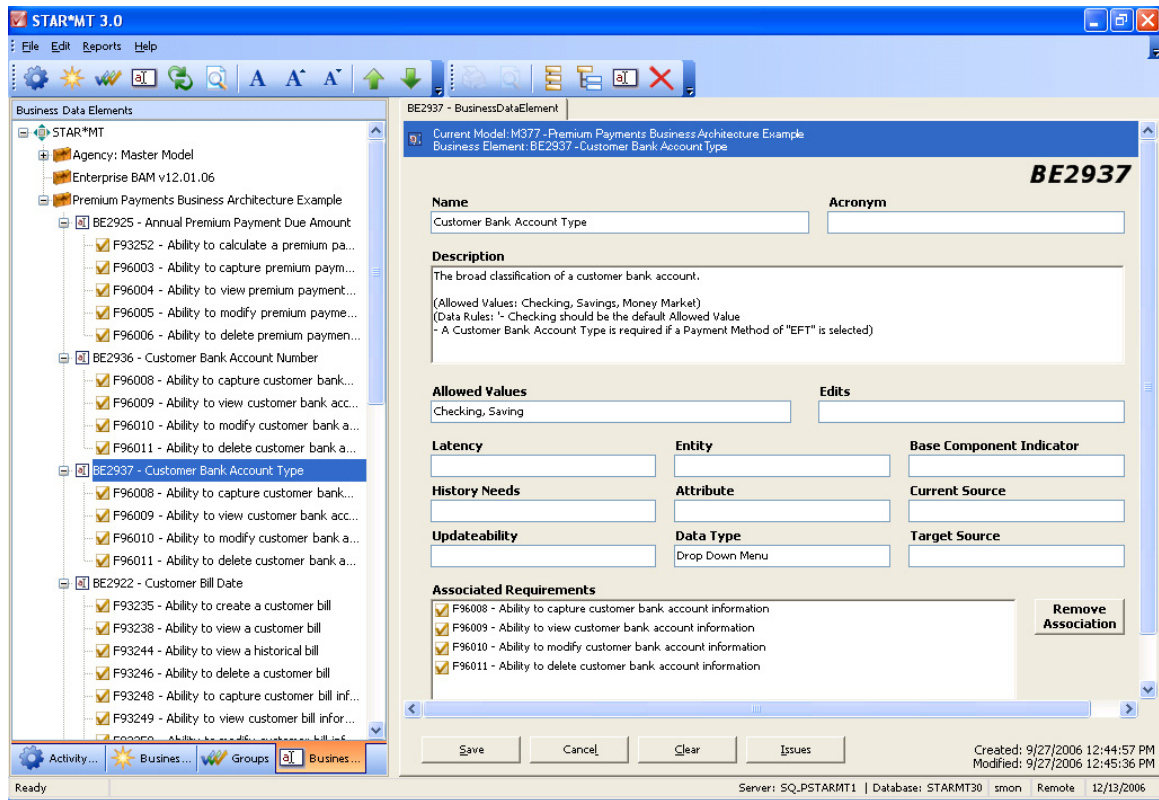 STAR*MT 3.0
File Edit Reports Help
Business Data Elements
STAR*MT
Agency: Master Model
Enterprise BAM v12.01.06
Premium Payments Business Architecture Example
BE2925 - Annual Premium Payment Due Amount
F93252 - Ability to calculate a premium pa...
F96003 - Ability to capture premium paym...
F96004 - Ability to view premium payment...
F96005 - Ability to modify premium payme...
F96006 - Ability to delete premium paymen...
BE2936 - Customer Bank Account Number
F96008 - Ability to capture customer bank...
F96009 - Ability to view customer bank acc...
F96010 - Ability to modify customer bank a...
F96011 - Ability to delete customer bank a...
BE2937 - Customer Bank Account Type
F96008 - Ability to capture customer bank...
F96009 - Ability to view customer bank acc...
F96010 - Ability to modify customer bank a...
F96011 - Ability to delete customer bank a...
BE2922 - Customer Bill Date
F93235 - Ability to create a customer bill
F93238 - Ability to view a customer bill
F93244 - Ability to view a historical bill
F93246 - Ability to delete a customer bill
F93248 - Ability to capture customer bill inf...
F93249 - Ability to view customer bill infor...
Activity... Busines... Groups Busines...
BE2937 - BusinessDataElement
Current Model: M377 -Premium Payments Business Architecture Example
Business Element: BE2937 -Customer Bank Account Type
BE2937
Name Acronym
Customer Bank Account Type
Description
The broad classification of a customer bank account.
(Allowed Values: Checking, Savings, Money Market)
(Data Rules: '- Checking should be the default Allowed Value
- A Customer Bank Account Type is required if a Payment Method of "EFT" is selected)
Allowed Values Edits
Checking, Saving
Latency Entity Base Component Indicator
History Needs Attribute Current Source
Updateability Data Type Target Source
Drop Down Menu
Associated Requirements
F96008 - Ability to capture customer bank account information
F96009 - Ability to view customer bank account information
F96010 - Ability to modify customer bank account information
F96011 - Ability to delete customer bank account information
Remove
Association
Save Cancel Clear Issues
Created: 9/27/2006 12:44:57 PM
Modified: 9/27/2006 12:45:36 PM
Ready Server: SQ_PSTARMT1 | Database: STARMT30 smon Remote 12/13/2006